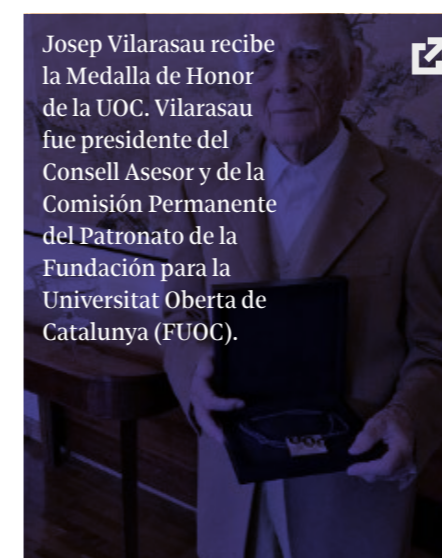 Josep Vilarasau recibe
la Medalla de Honor
de la UOC. Vilarasau
fue presidente del
Consell Asesor y de la
Comisión Permanente
del Patronato de la
Fundación para la
Universitat Oberta de
Catalunya (FUOC).